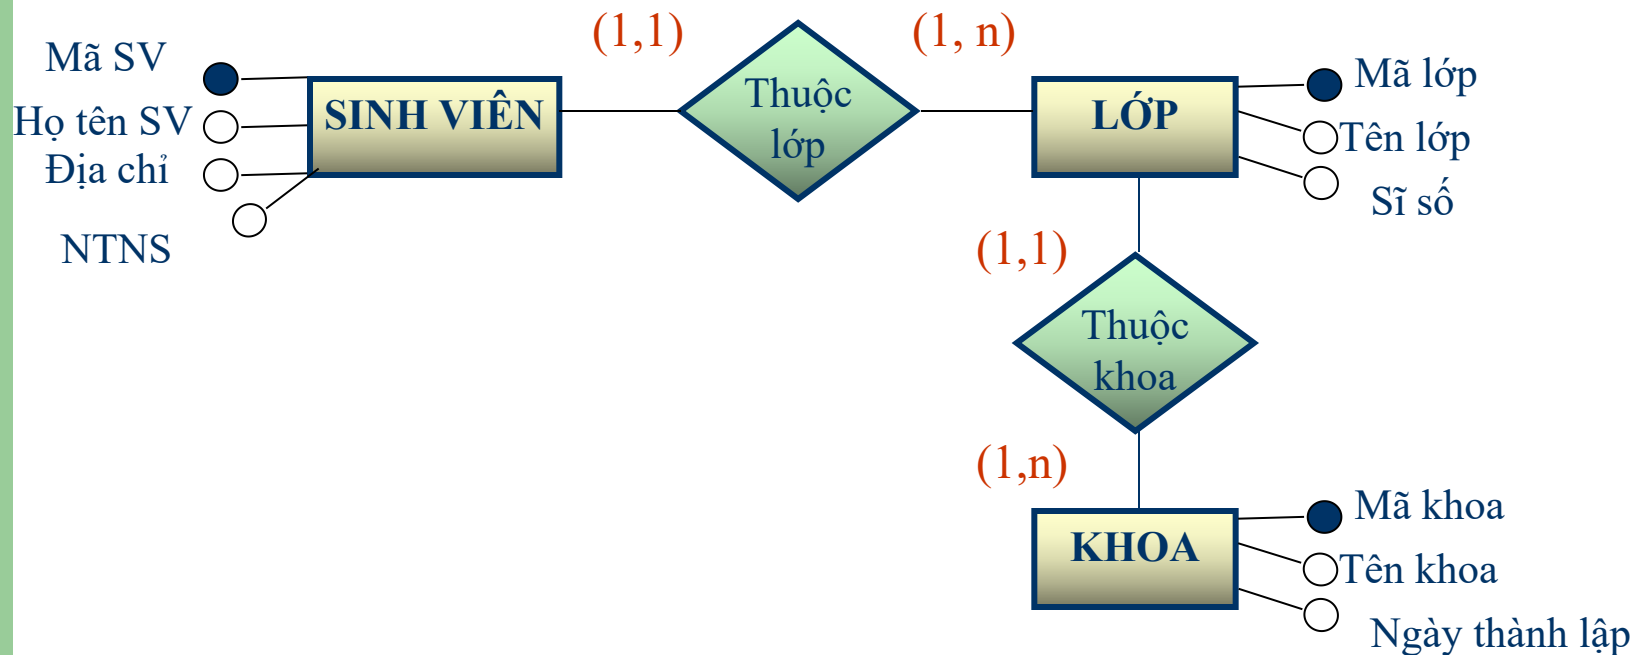 (1,1)
(1, n)
Mã SV
Họ tên SV
Địa chỉ
NTNS
SINH VIÊN
Thuộc
lớp
LỚP
Mã lớp
Tên lớp
Sĩ số
(1,1)
Thuộc
khoa
(1,n)
KHOA
Mã khoa
Tên khoa
Ngày thành lập